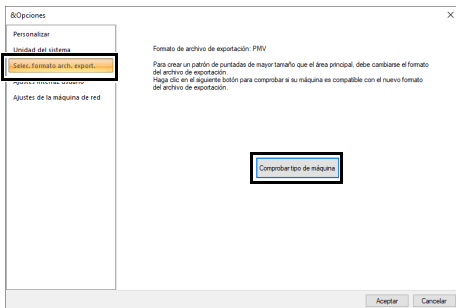 &Opciones
Personalizar
Unidad del sistema
Selec. formato arch. export.
Ajustes interfaz usuario
Ajustes de la máquina de red
Formato de archivo de exportación: PMV
Para crear un patrón de puntadas de mayor tamaño que el área principal, debe cambiarse el formato
del archivo de exportación.
Haga clic en el siguiente botón para comprobar si su máquina es compatible con el nuevo formato
del archivo de exportación.
Comprobar tipo de máquina
Aceptar
Cancelar